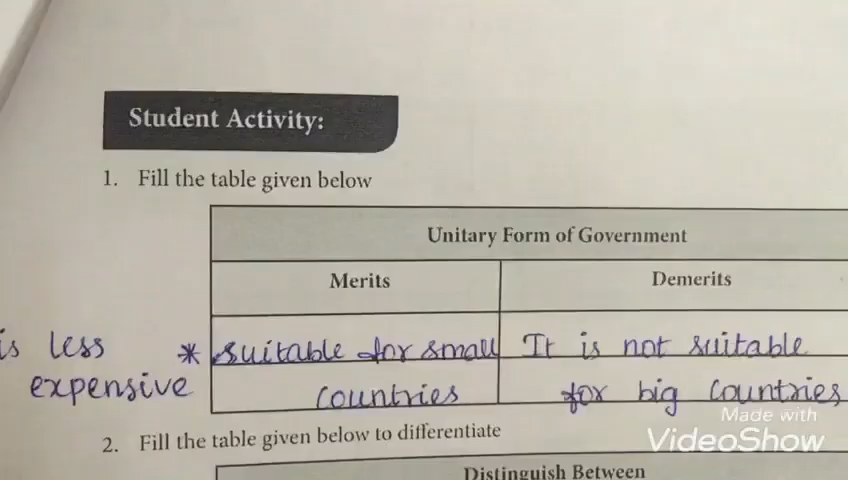 Student Activity:
1. Fill the table given below
Unitary Form of Government
Merits Demerits
is less * suitable for small It is not suitable
expensive countries for big countries
Made with
VideoShow
2. Fill the table given below to differentiate
Distinguish Between